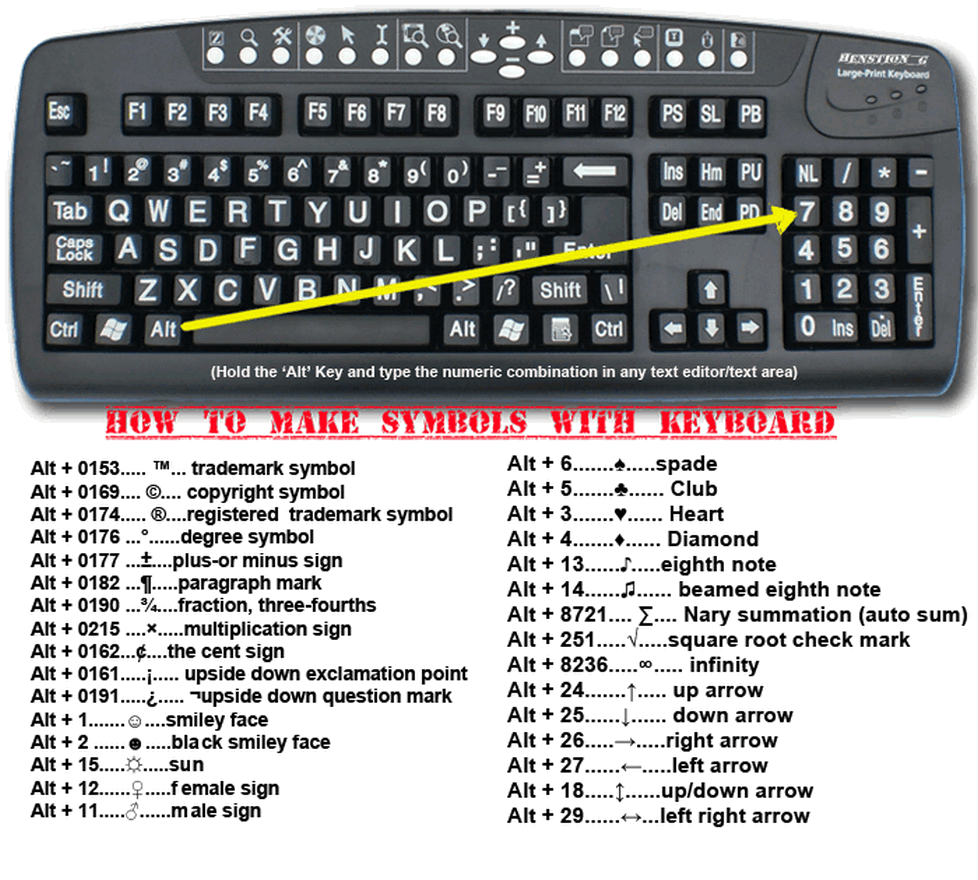 HENSTION_G
Large-Print Keyboard
Esc F1 F2 F3 F4 F5 F6 F7 F8 F9 F10 F11 F12 PS SL PB
`~ 1! 2@ 3# 4$ 5% 6^ 7& 8* 9( 0) -_ =+ Ins Hm PU NL / * -
Tab Q W E R T Y U I O P [{ ]} Del End PD 7 8 9 +
Caps Lock A S D F G H J K L ;: '" Enter 4 5 6
Shift Z X C V B N M ,< .> /? Shift \| 1 2 3 Enter
Ctrl Alt Alt Ctrl 0 Ins Del
(Hold the ‘Alt’ Key and type the numeric combination in any text editor/text area)
HOW TO MAKE SYMBOLS WITH KEYBOARD
Alt + 0153..... ™... trademark symbol
Alt + 0169.... ©.... copyright symbol
Alt + 0174..... ®....registered trademark symbol
Alt + 0176 ...°......degree symbol
Alt + 0177 ...±....plus-or minus sign
Alt + 0182 ...¶.....paragraph mark
Alt + 0190 ...¾....fraction, three-fourths
Alt + 0215 ....×.....multiplication sign
Alt + 0162...¢....the cent sign
Alt + 0161.....¡..... upside down exclamation point
Alt + 0191.....¿..... ¬upside down question mark
Alt + 1.......☺....smiley face
Alt + 2 ......☻.....black smiley face
Alt + 15.....☼.....sun
Alt + 12.....♀.....female sign
Alt + 11.....♂......male sign
Alt + 6.......♠.....spade
Alt + 5.......♣...... Club
Alt + 3.......♥...... Heart
Alt + 4.......♦...... Diamond
Alt + 13......♪.....eighth note
Alt + 14......♫...... beamed eighth note
Alt + 8721.... ∑.... Nary summation (auto sum)
Alt + 251.....√.....square root check mark
Alt + 8236.....∞..... infinity
Alt + 24.......↑..... up arrow
Alt + 25......↓...... down arrow
Alt + 26.....→.....right arrow
Alt + 27......←.....left arrow
Alt + 18.....↕......up/down arrow
Alt + 29......↔...left right arrow